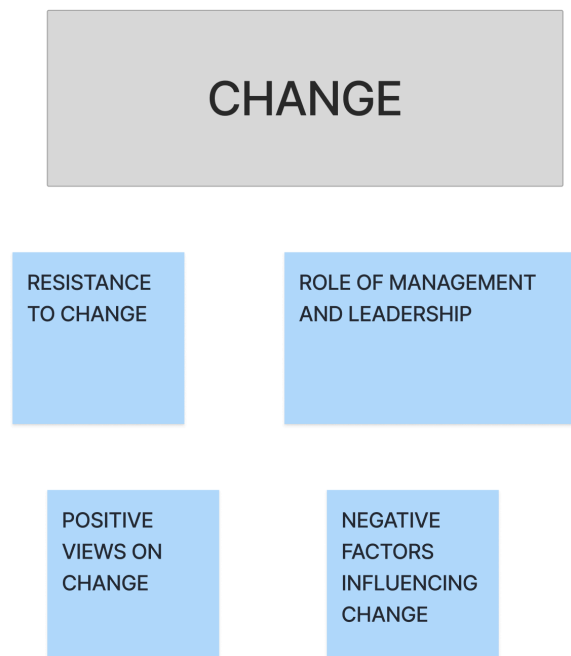 CHANGE
RESISTANCE
TO CHANGE
ROLE OF MANAGEMENT
AND LEADERSHIP
POSITIVE
VIEWS ON
CHANGE
NEGATIVE
FACTORS
INFLUENCING
CHANGE